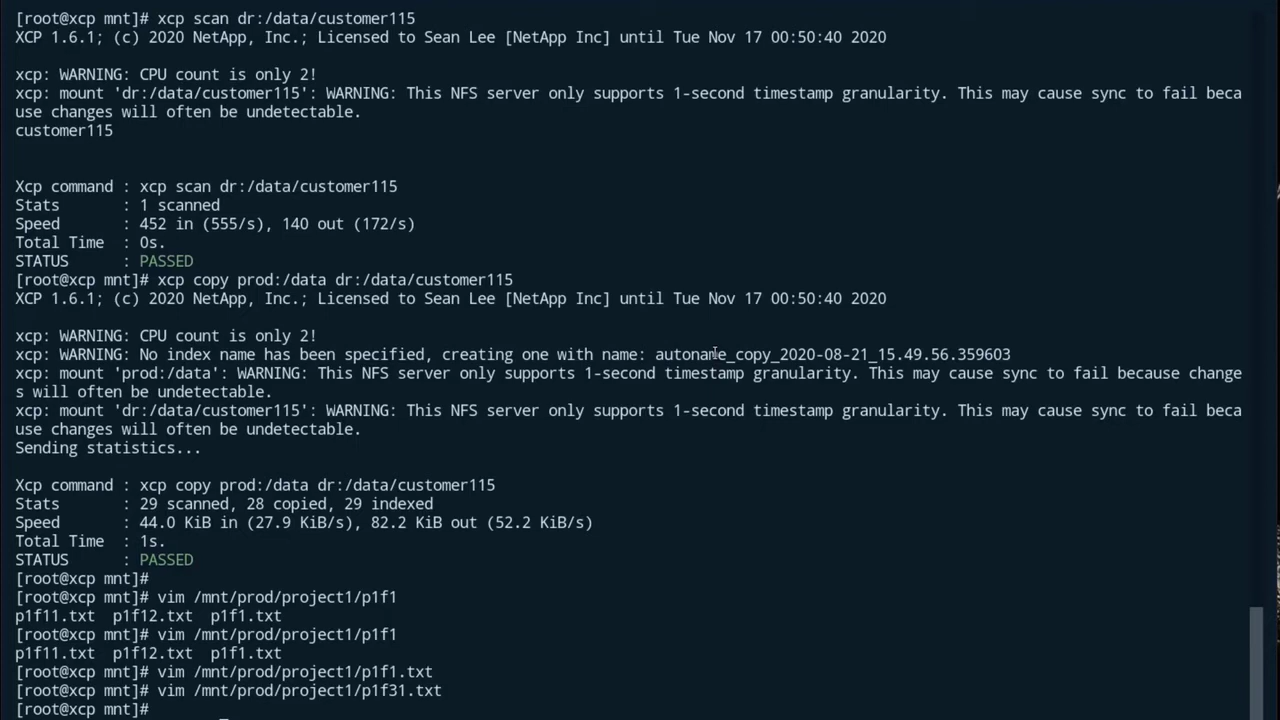 [root@xcp mnt]# xcp scan dr:/data/customer115
XCP 1.6.1; (c) 2020 NetApp, Inc.; Licensed to Sean Lee [NetApp Inc] until Tue Nov 17 00:50:40 2020
xcp: WARNING: CPU count is only 2!
xcp: mount 'dr:/data/customer115': WARNING: This NFS server only supports 1-second timestamp granularity. This may cause sync to fail beca
use changes will often be undetectable.
customer115
Xcp command : xcp scan dr:/data/customer115
Stats       : 1 scanned
Speed       : 452 in (555/s), 140 out (172/s)
Total Time  : 0s.
STATUS      : PASSED
[root@xcp mnt]# xcp copy prod:/data dr:/data/customer115
XCP 1.6.1; (c) 2020 NetApp, Inc.; Licensed to Sean Lee [NetApp Inc] until Tue Nov 17 00:50:40 2020
xcp: WARNING: CPU count is only 2!
xcp: WARNING: No index name has been specified, creating one with name: autoname_copy_2020-08-21_15.49.56.359603
xcp: mount 'prod:/data': WARNING: This NFS server only supports 1-second timestamp granularity. This may cause sync to fail because change
s will often be undetectable.
xcp: mount 'dr:/data/customer115': WARNING: This NFS server only supports 1-second timestamp granularity. This may cause sync to fail beca
use changes will often be undetectable.
Sending statistics...
Xcp command : xcp copy prod:/data dr:/data/customer115
Stats       : 29 scanned, 28 copied, 29 indexed
Speed       : 44.0 KiB in (27.9 KiB/s), 82.2 KiB out (52.2 KiB/s)
Total Time  : 1s.
STATUS      : PASSED
[root@xcp mnt]#
[root@xcp mnt]# vim /mnt/prod/project1/p1f1
p1f11.txt  p1f12.txt  p1f1.txt
[root@xcp mnt]# vim /mnt/prod/project1/p1f1
p1f11.txt  p1f12.txt  p1f1.txt
[root@xcp mnt]# vim /mnt/prod/project1/p1f1.txt
[root@xcp mnt]# vim /mnt/prod/project1/p1f31.txt
[root@xcp mnt]#